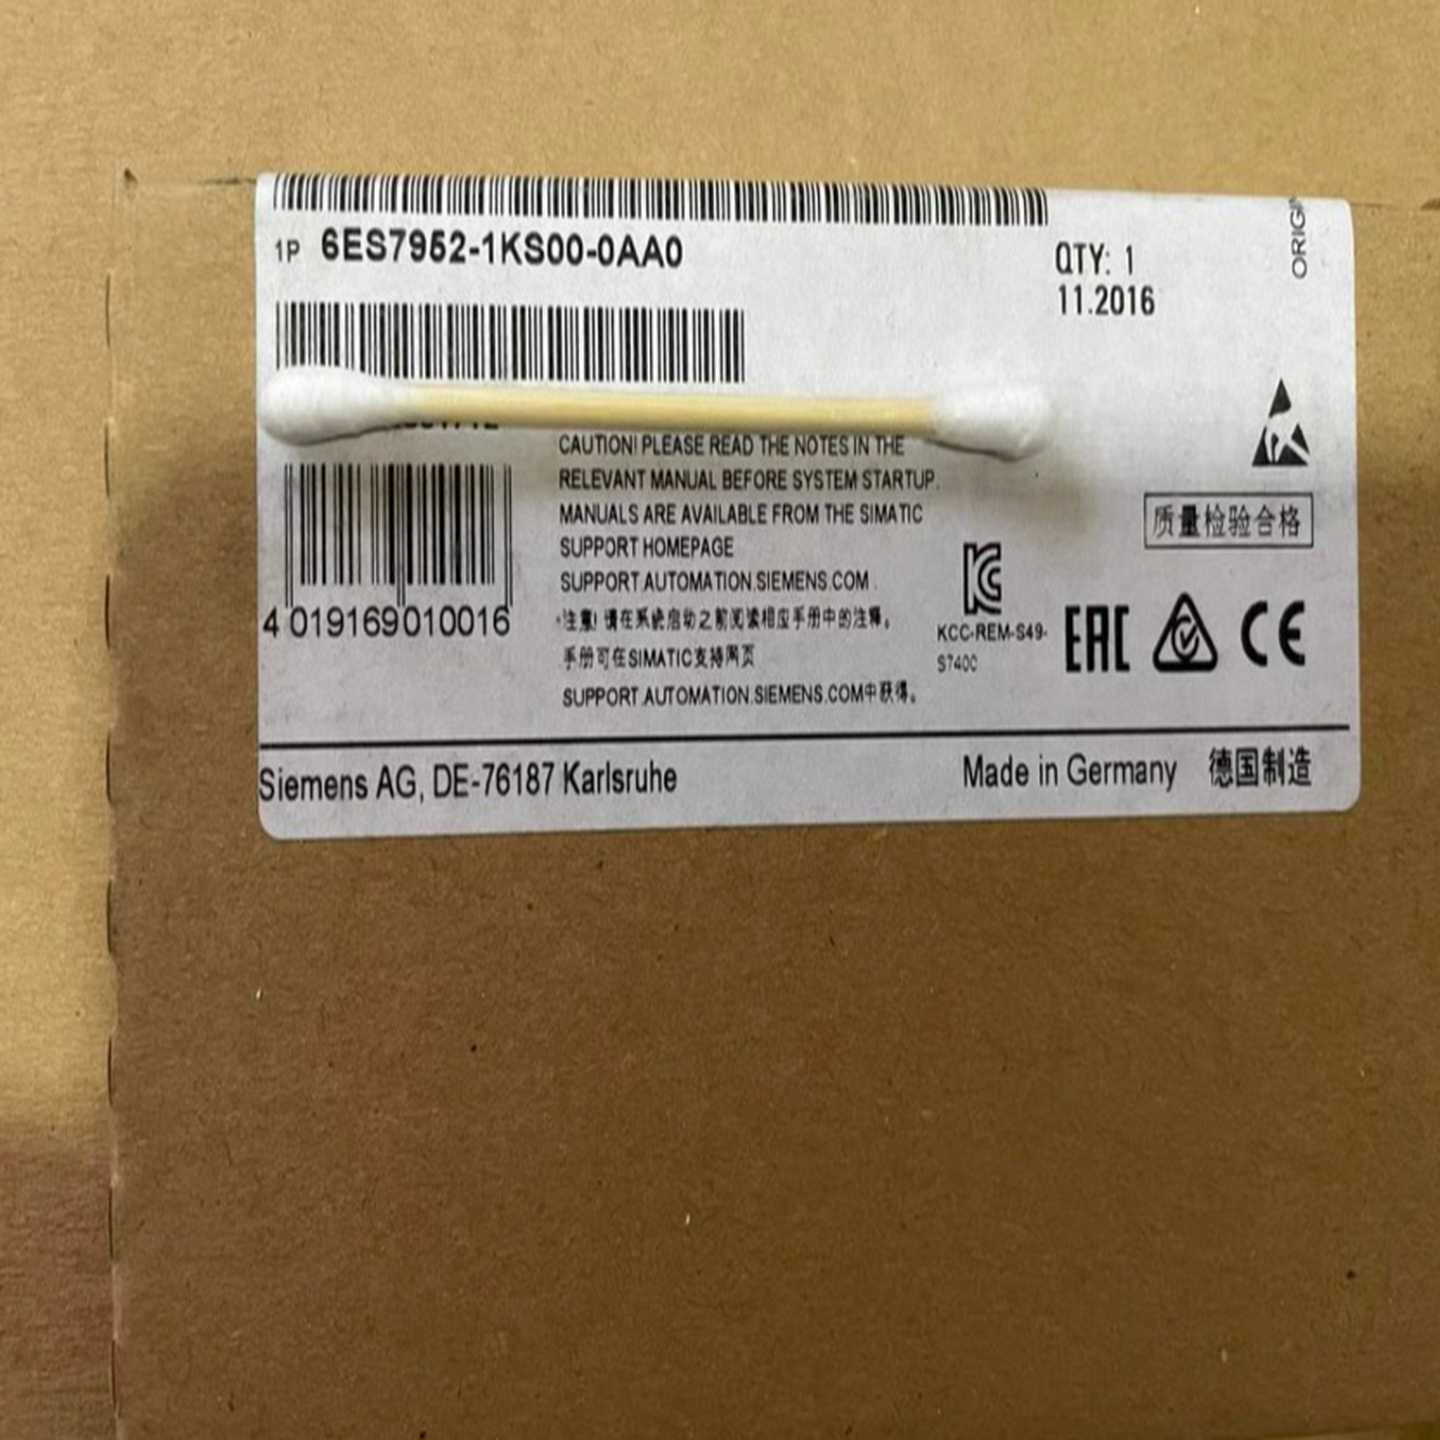 1P 6ES7952-1KS00-0AA0
QTY: 1
11.2016
CAUTION! PLEASE READ THE NOTES IN THE
RELEVANT MANUAL BEFORE SYSTEM STARTUP.
MANUALS ARE AVAILABLE FROM THE SIMATIC
SUPPORT HOMEPAGE
SUPPORT.AUTOMATION.SIEMENS.COM .
注意! 请在系统启动之前阅读相应手册中的注释。
手册可在SIMATIC支持网页
SUPPORT.AUTOMATION.SIEMENS.COM中获得。
4 019169 010016
质量检验合格
KCC-REM-S49-
S7400
EAC
CE
Siemens AG, DE-76187 Karlsruhe
Made in Germany 德国制造